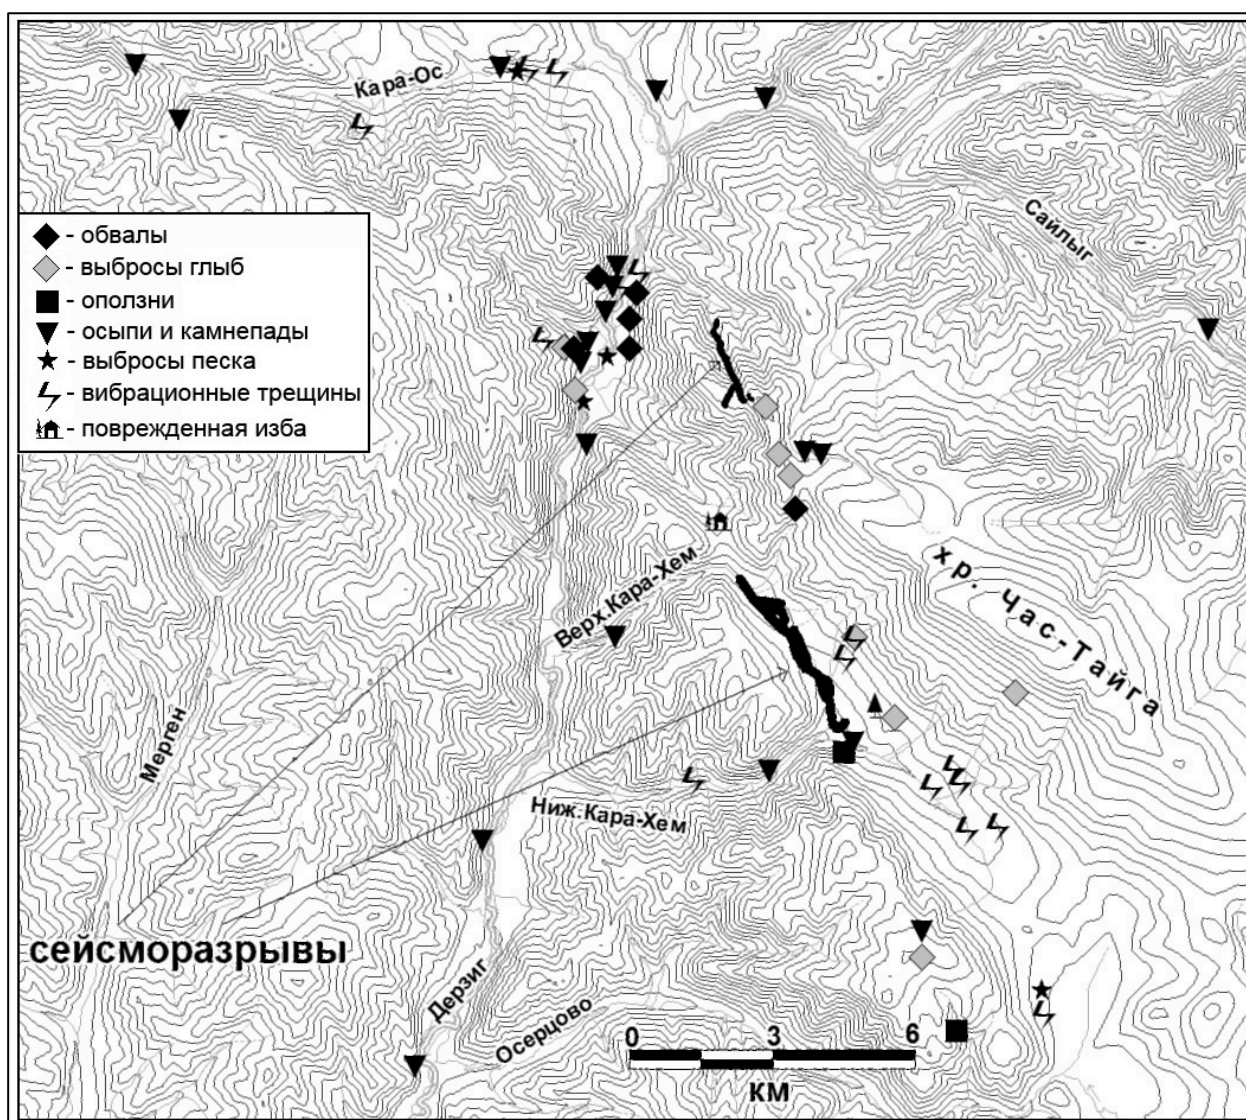 Кара-Ос
Саилыг
- обвалы
- выбросы глыб
- оползни
- осыпи и камнепады
- выбросы песка
- вибрационные трещины
- поврежденная изба
хр. Час-Тайга
Верх.Кара-Хем
Мерген
Ниж.Кара-Хем
сейсморазрывы
Дерзиг
Осерцово
0 3 6
км